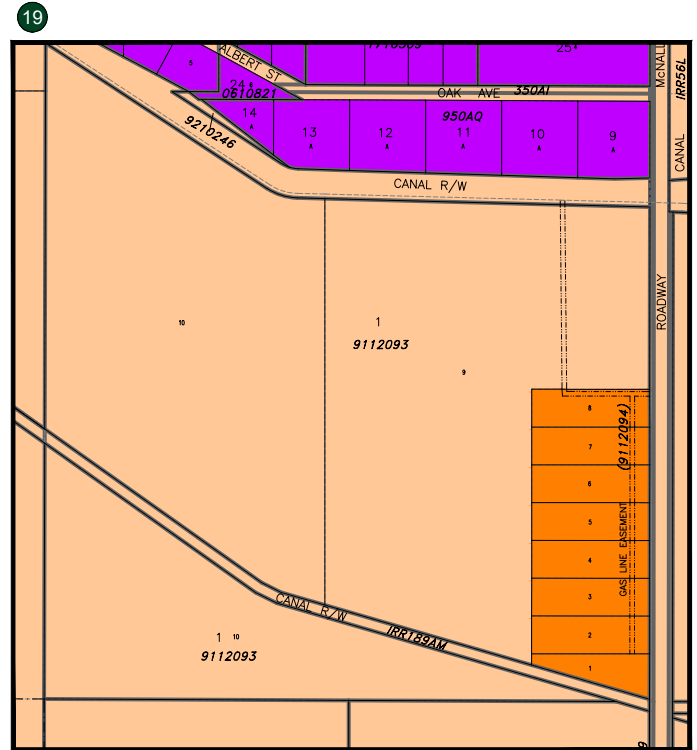 19
ALBERT ST
5
24
0610821
25
McNALL
IRR56L
OAK AVE 350AI
950AQ
14
A
13
A
12
A
11
A
10
A
9
A
9210246
CANAL R/W
CANAL
ROADWAY
10
1
9112093
9
8
7
6
5
4
3
2
1
(9112094)
GAS LINE EASEMENT
CANAL R/W
IRR189AM
1 10
9112093